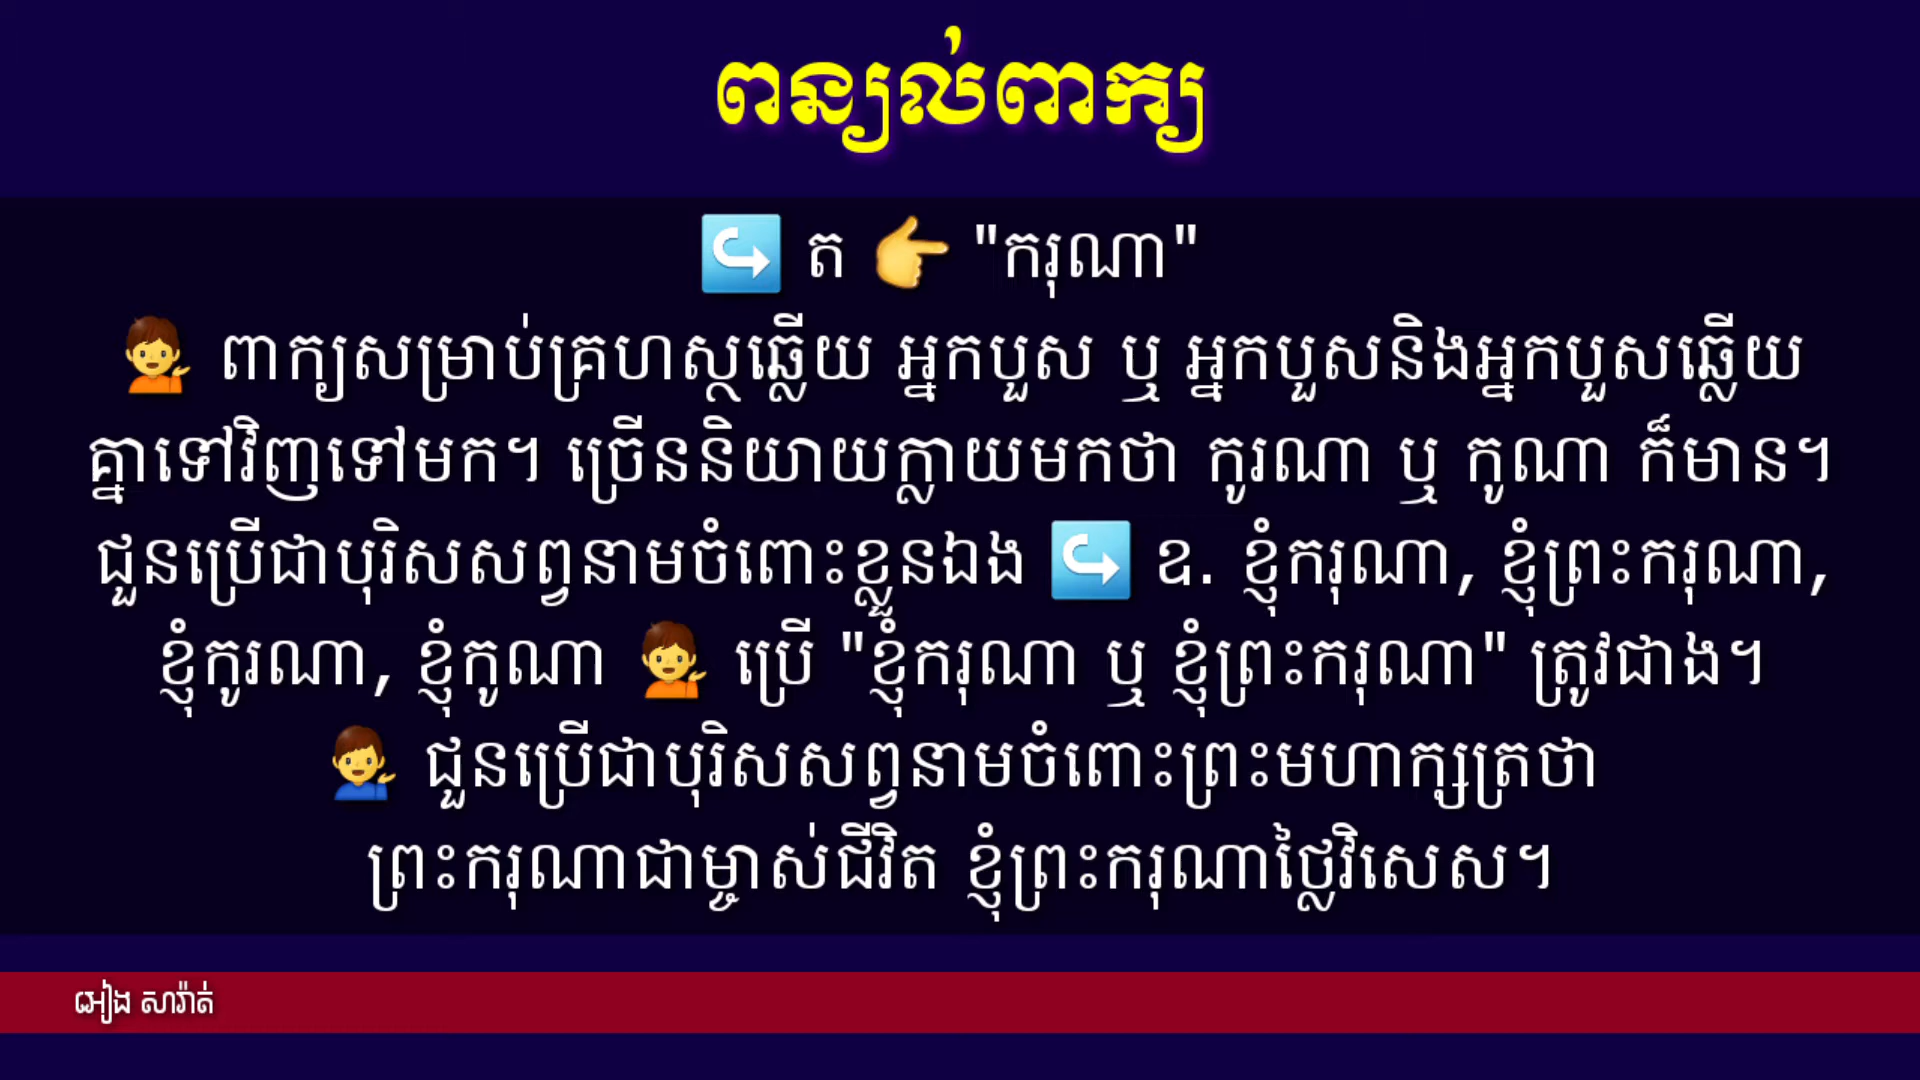 ពន្យល់ពាក្យ
↪️ ត 👉 "ករុណា"
💁 ពាក្យសម្រាប់គ្រហស្ថឆ្លើយ អ្នកបួស ឬ អ្នកបួសនិងអ្នកបួសឆ្លើយ
គ្នាទៅវិញទៅមក។ ច្រើននិយាយក្លាយមកថា កូរណា ឬ កូណា ក៏មាន។
ជួនប្រើជាបុរិសសព្វនាមចំពោះខ្លួនឯង ↪️ ឧ. ខ្ញុំករុណា, ខ្ញុំព្រះករុណា,
ខ្ញុំកូរណា, ខ្ញុំកូណា 💁 ប្រើ "ខ្ញុំករុណា ឬ ខ្ញុំព្រះករុណា" ត្រូវជាង។
💁‍♂️ ជួនប្រើជាបុរិសសព្វនាមចំពោះព្រះមហាក្សត្រថា
ព្រះករុណាជាម្ចាស់ជីវិត ខ្ញុំព្រះករុណាថ្លៃវិសេស។
អៀង សារ៉ាត់